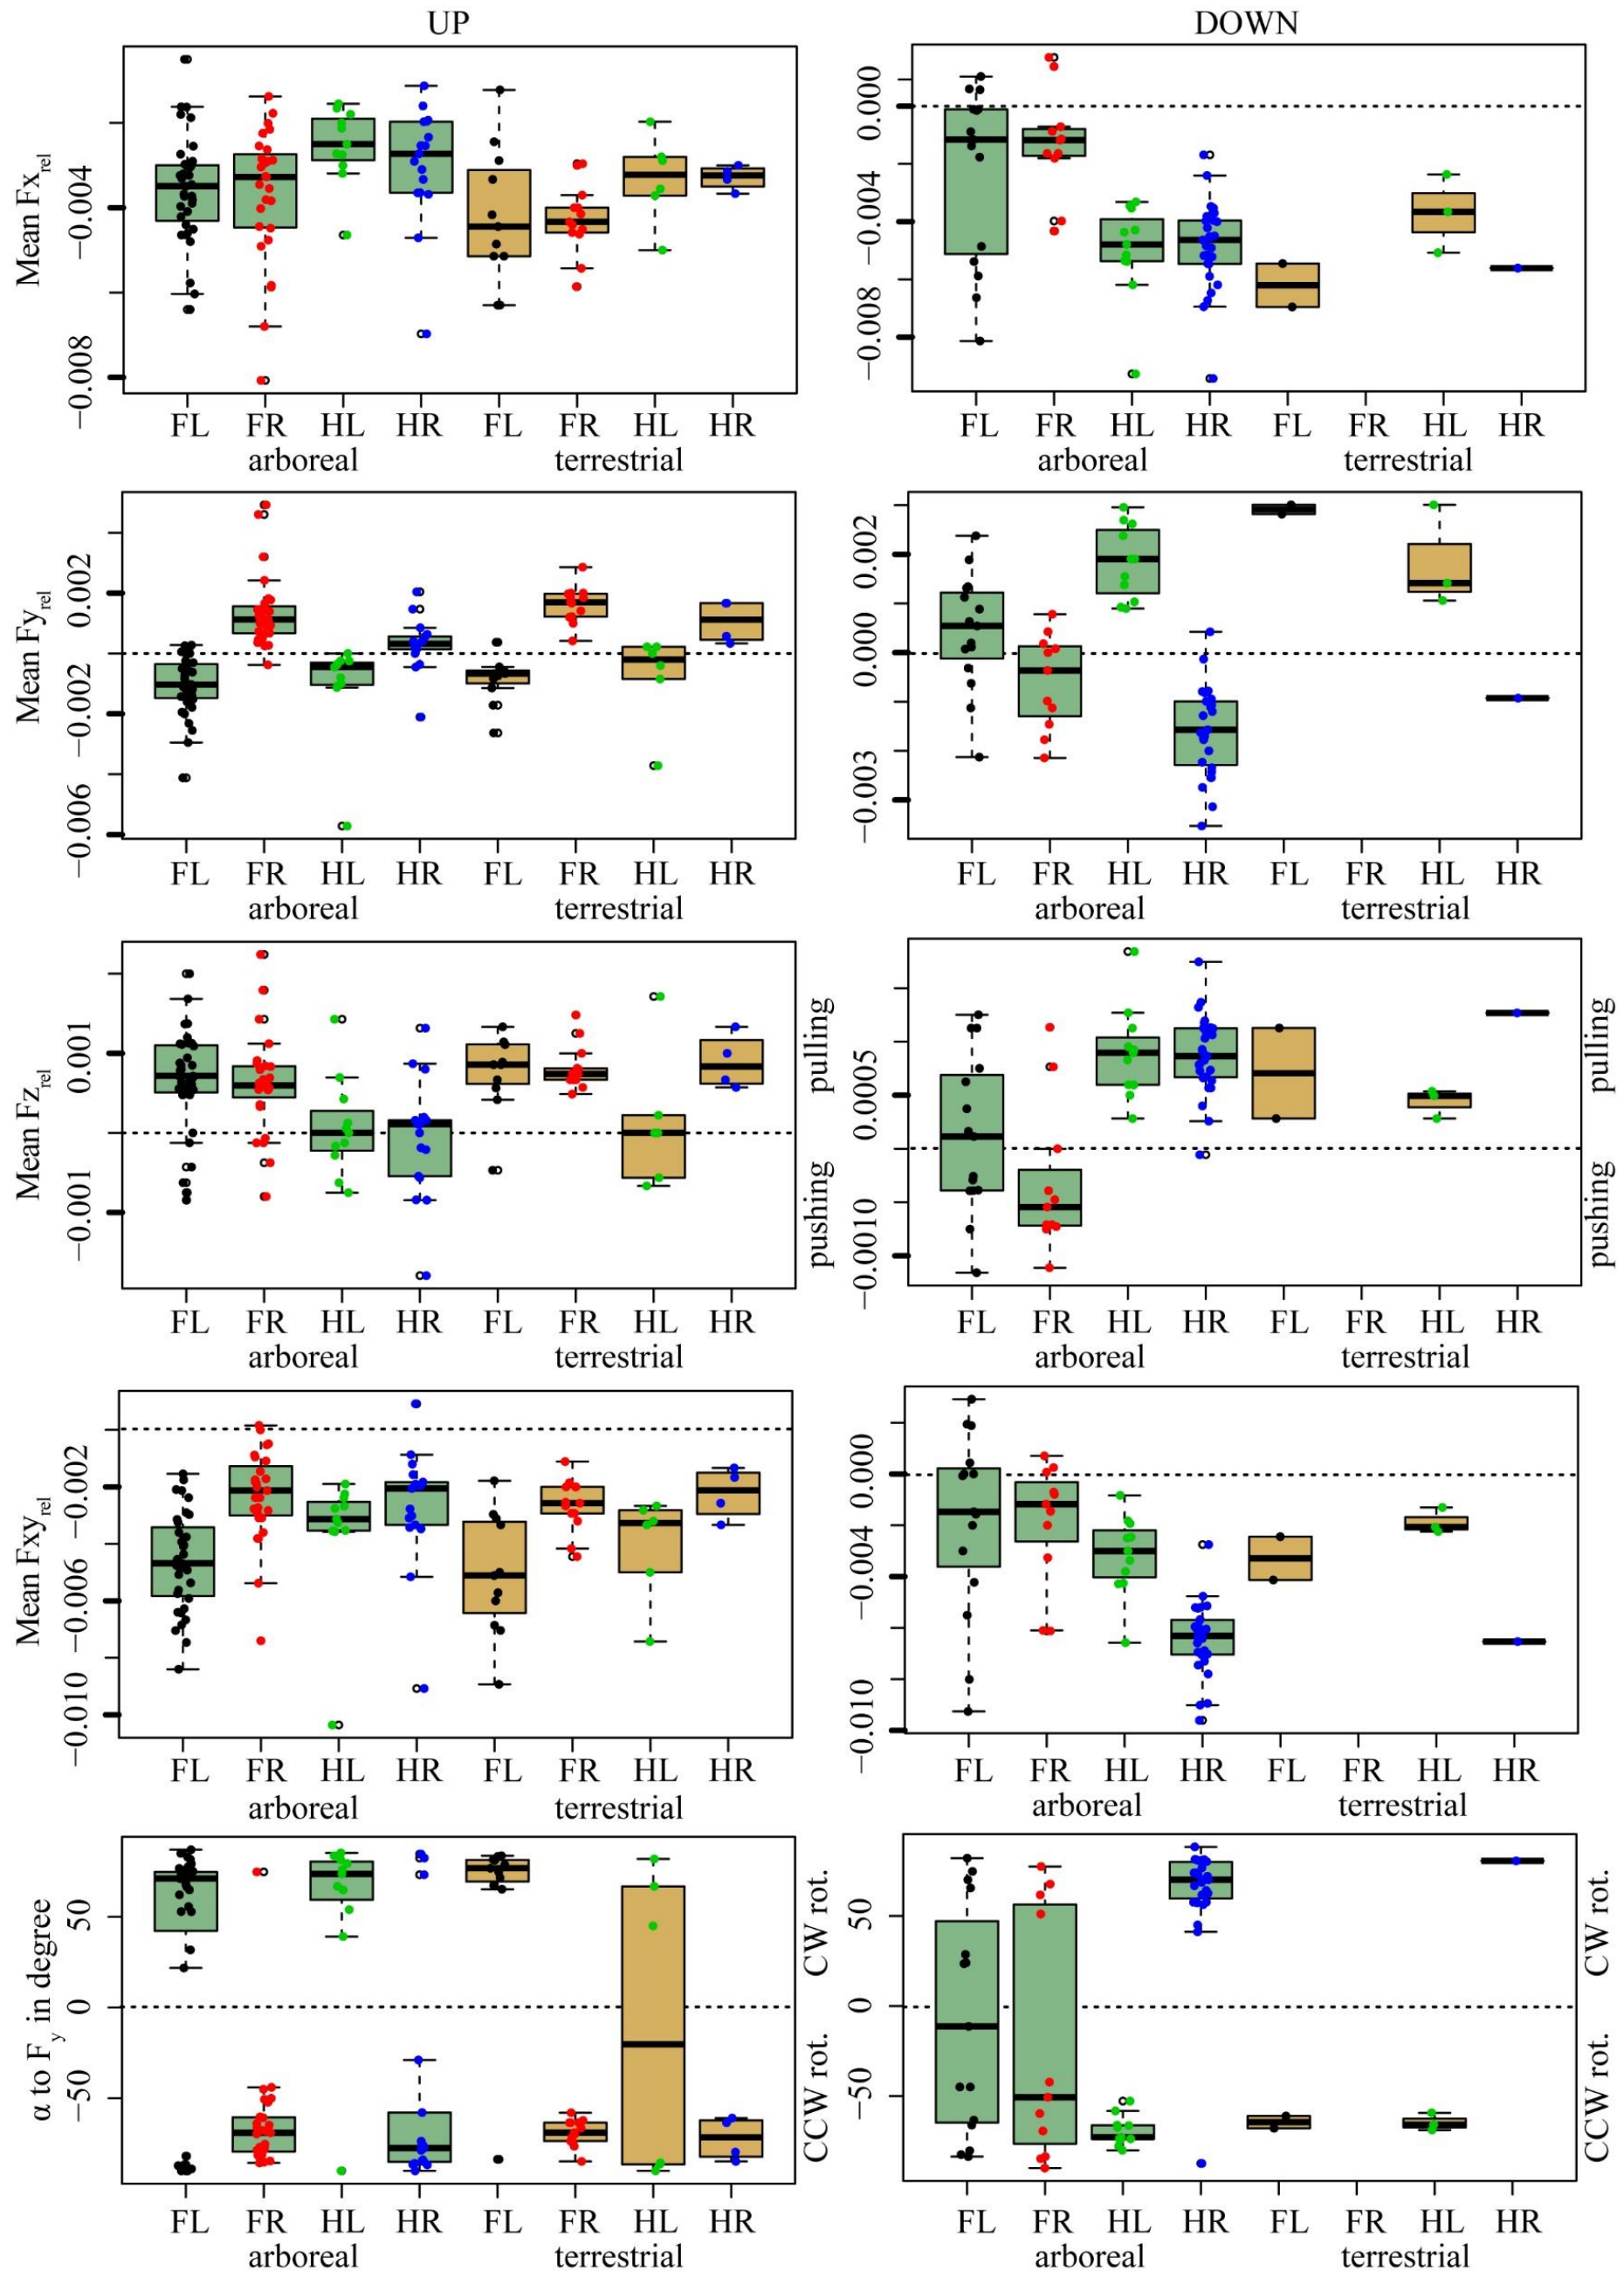 UP
DOWN
Mean Fx rel
−0.004
−0.008
0.000
−0.004
−0.008
FL FR HL HR FL FR HL HR
arboreal terrestrial
FL FR HL HR FL FR HL HR
arboreal terrestrial
Mean Fy rel
0.002
−0.002
−0.006
0.002
0.000
−0.003
FL FR HL HR FL FR HL HR
arboreal terrestrial
FL FR HL HR FL FR HL HR
arboreal terrestrial
Mean Fz rel
0.001
−0.001
pulling
pushing
0.0005
−0.0010
pulling
pushing
FL FR HL HR FL FR HL HR
arboreal terrestrial
FL FR HL HR FL FR HL HR
arboreal terrestrial
Mean Fxy rel
−0.002
−0.006
−0.010
0.000
−0.004
−0.010
FL FR HL HR FL FR HL HR
arboreal terrestrial
FL FR HL HR FL FR HL HR
arboreal terrestrial
α to F y in degree
50
0
−50
CW rot.
CCW rot.
50
0
−50
CW rot.
CCW rot.
FL FR HL HR FL FR HL HR
arboreal terrestrial
FL FR HL HR FL FR HL HR
arboreal terrestrial